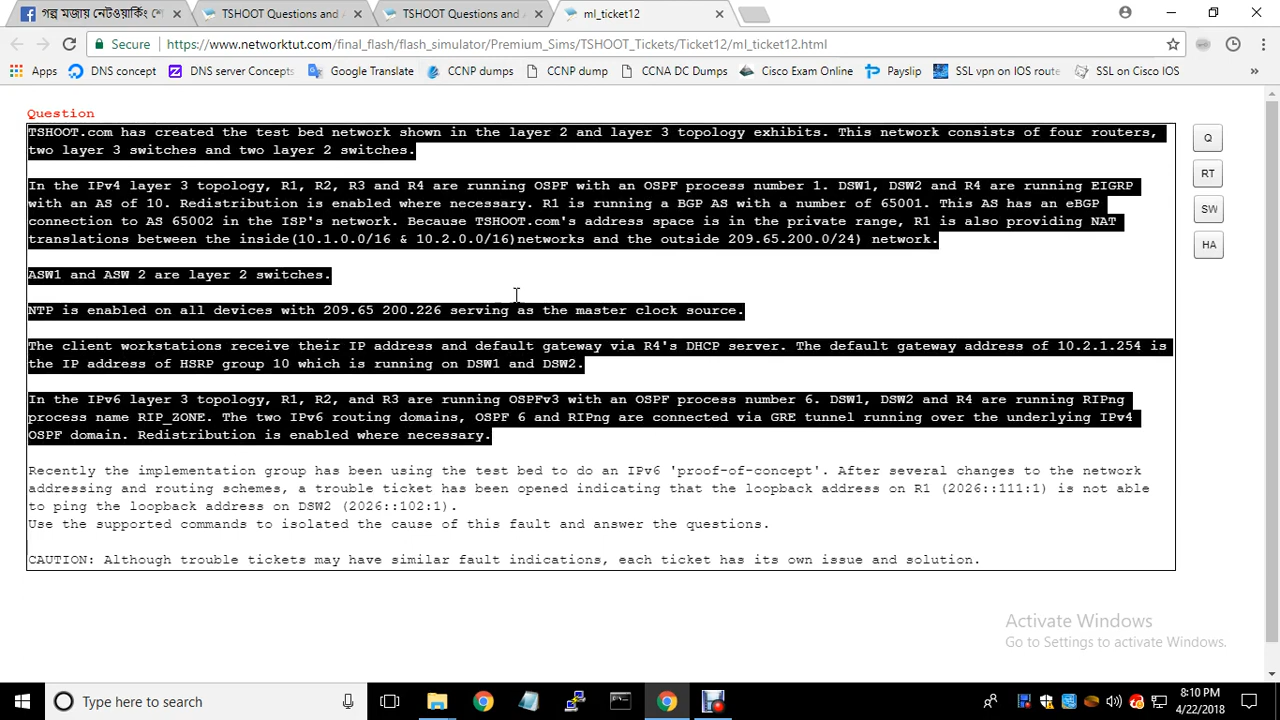 গল্প মজায় নেটওয়ার্কিং শে
TSHOOT Questions and
TSHOOT Questions and
ml_ticket12
Secure
https://www.networktut.com/final_flash/flash_simulator/Premium_Sims/TSHOOT_Tickets/Ticket12/ml_ticket12.html
Apps
DNS concept
DNS server Concepts
Google Translate
CCNP dumps
CCNP dump
CCNA DC Dumps
Cisco Exam Online
Payslip
SSL vpn on IOS route
SSL on Cisco IOS
Question
TSHOOT.com has created the test bed network shown in the layer 2 and layer 3 topology exhibits. This network consists of four routers,
two layer 3 switches and two layer 2 switches.
In the IPv4 layer 3 topology, R1, R2, R3 and R4 are running OSPF with an OSPF process number 1. DSW1, DSW2 and R4 are running EIGRP
with an AS of 10. Redistribution is enabled where necessary. R1 is running a BGP AS with a number of 65001. This AS has an eBGP
connection to AS 65002 in the ISP's network. Because TSHOOT.com's address space is in the private range, R1 is also providing NAT
translations between the inside(10.1.0.0/16 & 10.2.0.0/16)networks and the outside 209.65.200.0/24) network.
ASW1 and ASW 2 are layer 2 switches.
NTP is enabled on all devices with 209.65 200.226 serving as the master clock source.
The client workstations receive their IP address and default gateway via R4's DHCP server. The default gateway address of 10.2.1.254 is
the IP address of HSRP group 10 which is running on DSW1 and DSW2.
In the IPv6 layer 3 topology, R1, R2, and R3 are running OSPFv3 with an OSPF process number 6. DSW1, DSW2 and R4 are running RIPng
process name RIP_ZONE. The two IPv6 routing domains, OSPF 6 and RIPng are connected via GRE tunnel running over the underlying IPv4
OSPF domain. Redistribution is enabled where necessary.
Recently the implementation group has been using the test bed to do an IPv6 'proof-of-concept'. After several changes to the network
addressing and routing schemes, a trouble ticket has been opened indicating that the loopback address on R1 (2026::111:1) is not able
to ping the loopback address on DSW2 (2026::102:1).
Use the supported commands to isolated the cause of this fault and answer the questions.
CAUTION: Although trouble tickets may have similar fault indications, each ticket has its own issue and solution.
Q
RT
SW
HA
Activate Windows
Go to Settings to activate Windows.
Type here to search
8:10 PM
4/22/2018